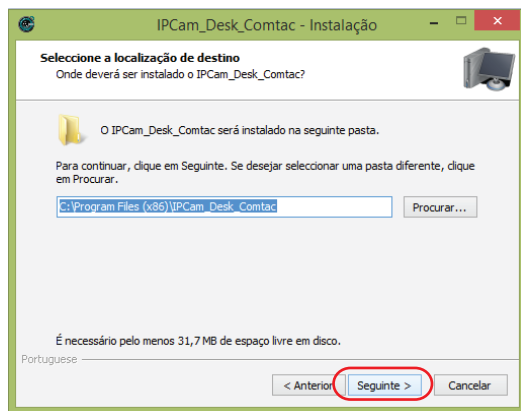 IPCam_Desk_Comtac - Instalação
Seleccione a localização de destino
Onde deverá ser instalado o IPCam_Desk_Comtac?
O IPCam_Desk_Comtac será instalado na seguinte pasta.
Para continuar, clique em Seguinte. Se desejar seleccionar uma pasta diferente, clique
em Procurar.
C:\Program Files (x86)\IPCam_Desk_Comtac
Procurar...
É necessário pelo menos 31,7 MB de espaço livre em disco.
Portuguese
< Anterior
Seguinte >
Cancelar